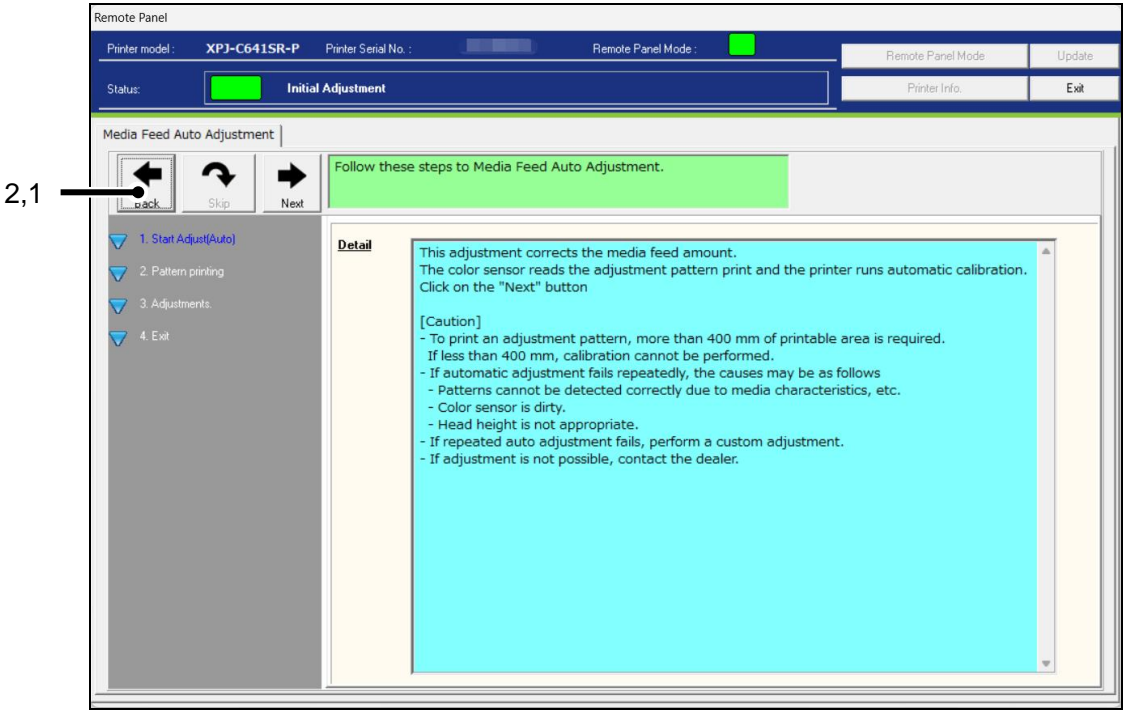 Remote Panel
Printer model : XPJ-C641SR-P Printer Serial No. : Remote Panel Mode : Remote Panel Mode Update
Status: Initial Adjustment Printer Info. Exit
Media Feed Auto Adjustment
Back Skip Next
Follow these steps to Media Feed Auto Adjustment.
2,1
1. Start Adjust(Auto)
2. Pattern printing
3. Adjustments.
4. Exit
Detail
This adjustment corrects the media feed amount.
The color sensor reads the adjustment pattern print and the printer runs automatic calibration.
Click on the "Next" button
[Caution]
- To print an adjustment pattern, more than 400 mm of printable area is required.
If less than 400 mm, calibration cannot be performed.
- If automatic adjustment fails repeatedly, the causes may be as follows
- Patterns cannot be detected correctly due to media characteristics, etc.
- Color sensor is dirty.
- Head height is not appropriate.
- If repeated auto adjustment fails, perform a custom adjustment.
- If adjustment is not possible, contact the dealer.